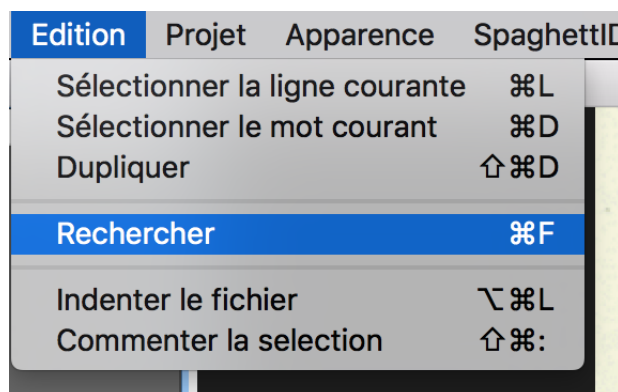 Edition Projet Apparence SpaghettID
Sélectionner la ligne courante ⌘L
Sélectionner le mot courant ⌘D
Dupliquer ⇧⌘D
Rechercher ⌘F
Indenter le fichier ⌥⌘L
Commenter la selection ⇧⌘: